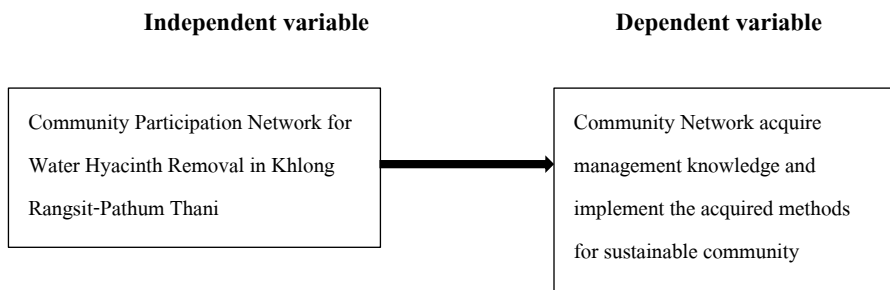 Independent variable
Dependent variable
Community Participation Network for
Water Hyacinth Removal in Khlong
Rangsit-Pathum Thani
Community Network acquire
management knowledge and
implement the acquired methods
for sustainable community